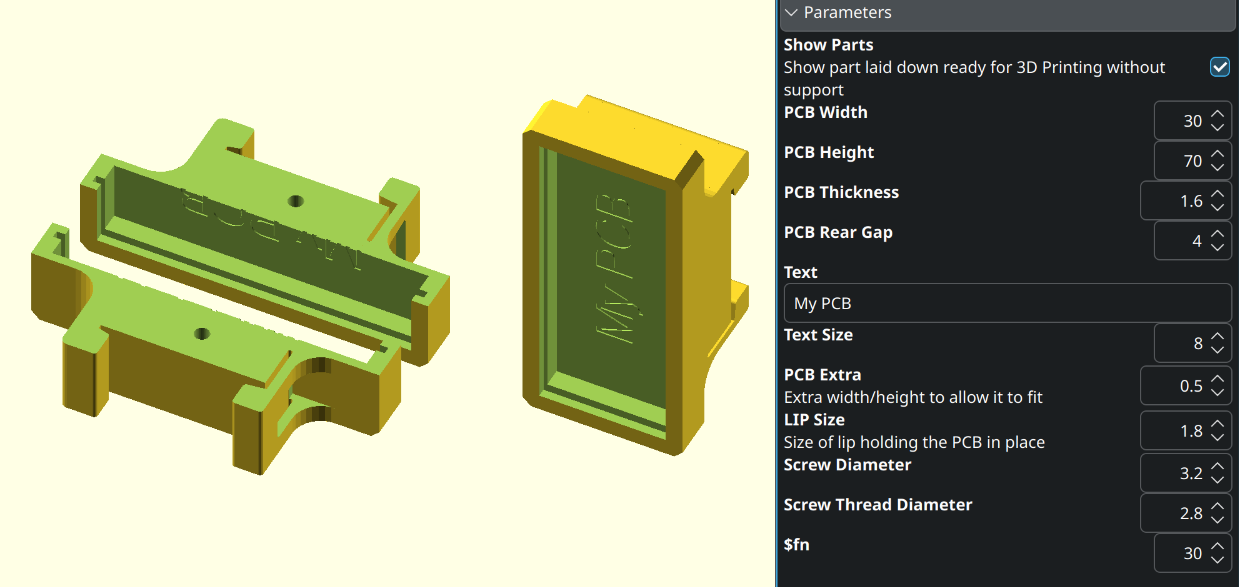 My PCB
My PCB
Parameters
Show Parts
Show part laid down ready for 3D Printing without
support
PCB Width
30
PCB Height
70
PCB Thickness
1.6
PCB Rear Gap
4
Text
My PCB
Text Size
8
PCB Extra
0.5
Extra width/height to allow it to fit
LIP Size
1.8
Size of lip holding the PCB in place
Screw Diameter
3.2
Screw Thread Diameter
2.8
$fn
30